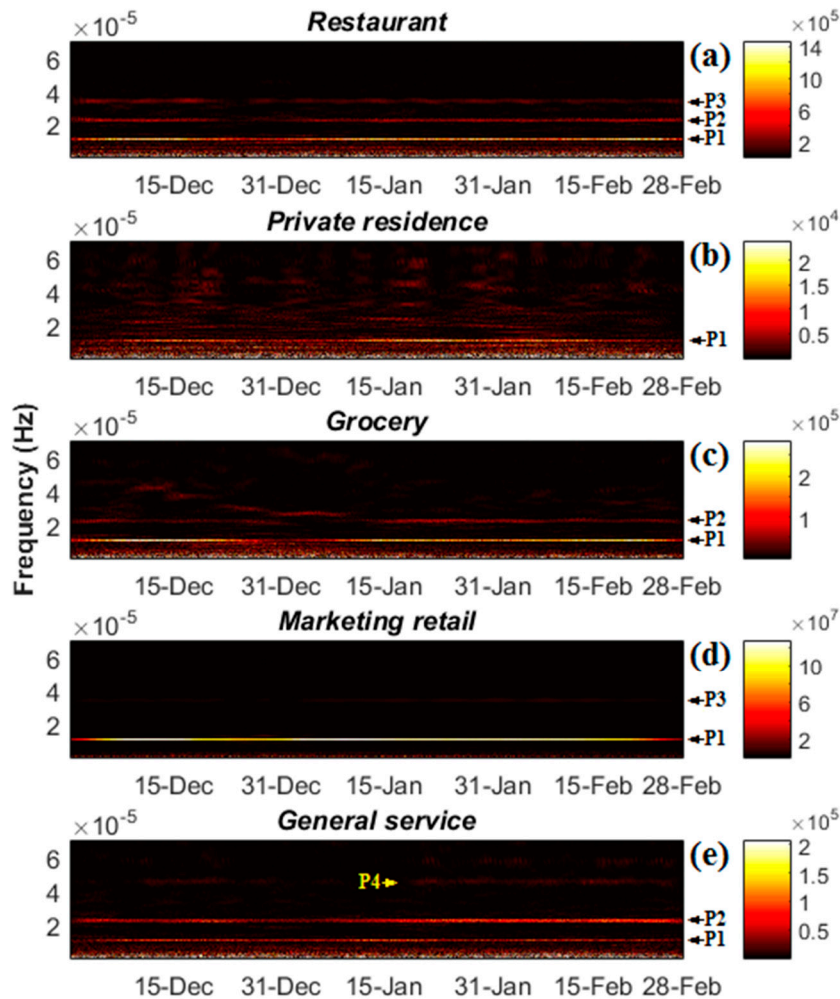 Restaurant
×10⁻⁵
×10⁵
(a)
6
4
2
14
10
6
2
P3
P2
P1
15-Dec 31-Dec 15-Jan 31-Jan 15-Feb 28-Feb
Private residence
×10⁻⁵
×10⁴
(b)
6
4
2
2
1.5
1
0.5
P1
15-Dec 31-Dec 15-Jan 31-Jan 15-Feb 28-Feb
Frequency (Hz)
Grocery
×10⁻⁵
×10⁵
(c)
6
4
2
2
1
P2
P1
15-Dec 31-Dec 15-Jan 31-Jan 15-Feb 28-Feb
Marketing retail
×10⁻⁵
×10⁷
(d)
6
4
2
10
6
2
P3
P1
15-Dec 31-Dec 15-Jan 31-Jan 15-Feb 28-Feb
General service
×10⁻⁵
×10⁵
(e)
6
4
2
2
1.5
1
0.5
P4
P2
P1
15-Dec 31-Dec 15-Jan 31-Jan 15-Feb 28-Feb